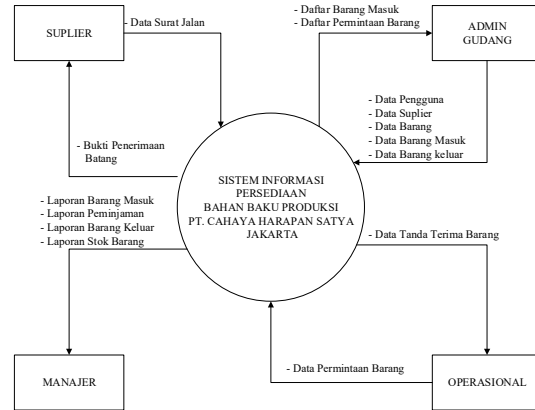 SUPLIER
- Data Surat Jalan
- Daftar Barang Masuk
- Daftar Permintaan Barang
ADMIN
GUDANG
- Data Pengguna
- Data Suplier
- Data Barang
- Data Barang Masuk
- Data Barang keluar
- Bukti Penerimaan
Batang
SISTEM INFORMASI
PERSEDIAAN
BAHAN BAKU PRODUKSI
PT. CAHAYA HARAPAN SATYA
JAKARTA
- Laporan Barang Masuk
- Laporan Peminjaman
- Laporan Barang Keluar
- Laporan Stok Barang
- Data Tanda Terima Barang
MANAJER
- Data Permintaan Barang
OPERASIONAL